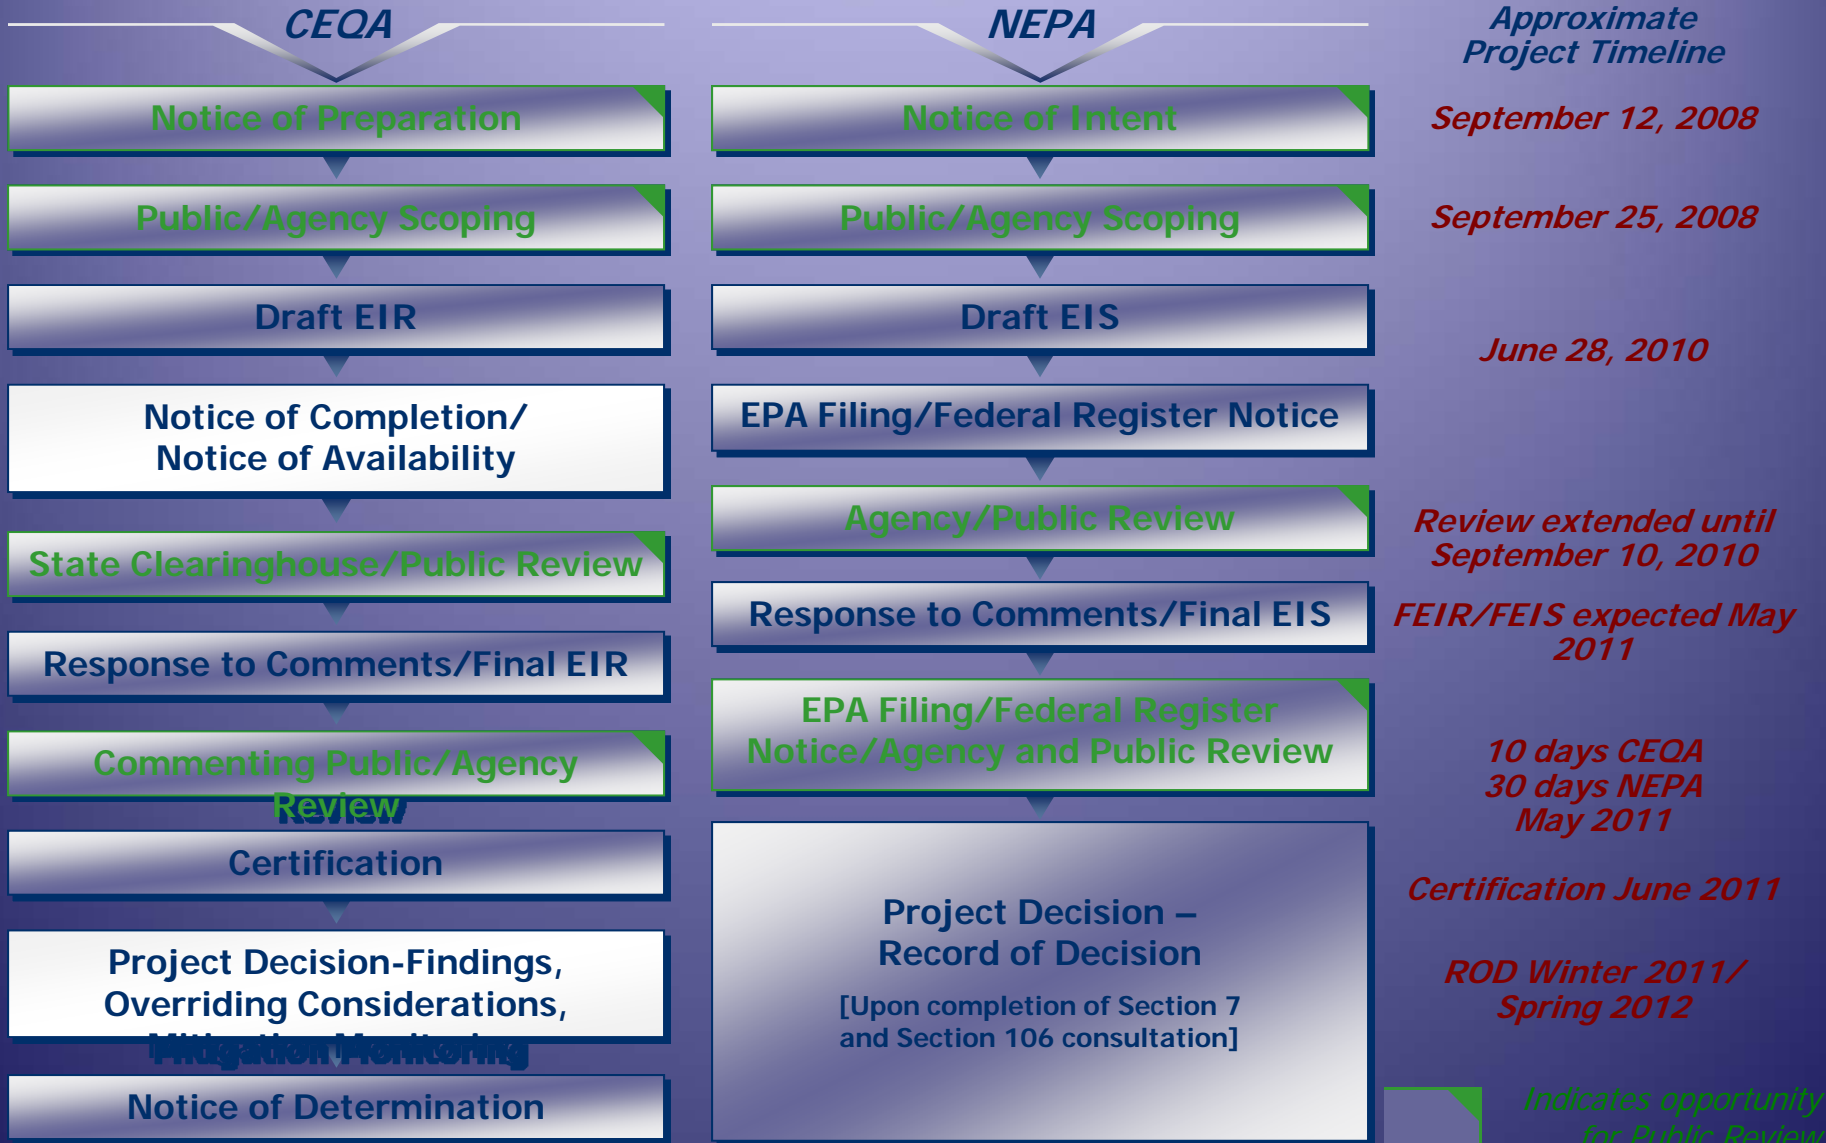 CEQA
Notice of Preparation
Public/Agency Scoping
Draft EIR
Notice of Completion/
Notice of Availability
State Clearinghouse/Public Review
Response to Comments/Final EIR
Commenting Public/Agency
Review
Certification
Project Decision-Findings,
Overriding Considerations,
Mitigation Monitoring
Notice of Determination
NEPA
Notice of Intent
Public/Agency Scoping
Draft EIS
EPA Filing/Federal Register Notice
Agency/Public Review
Response to Comments/Final EIS
EPA Filing/Federal Register
Notice/Agency and Public Review
Project Decision –
Record of Decision
[Upon completion of Section 7
and Section 106 consultation]
Approximate
Project Timeline
September 12, 2008
September 25, 2008
June 28, 2010
Review extended until
September 10, 2010
FEIR/FEIS expected May
2011
10 days CEQA
30 days NEPA
May 2011
Certification June 2011
ROD Winter 2011/
Spring 2012
Indicates opportunity
for Public Review